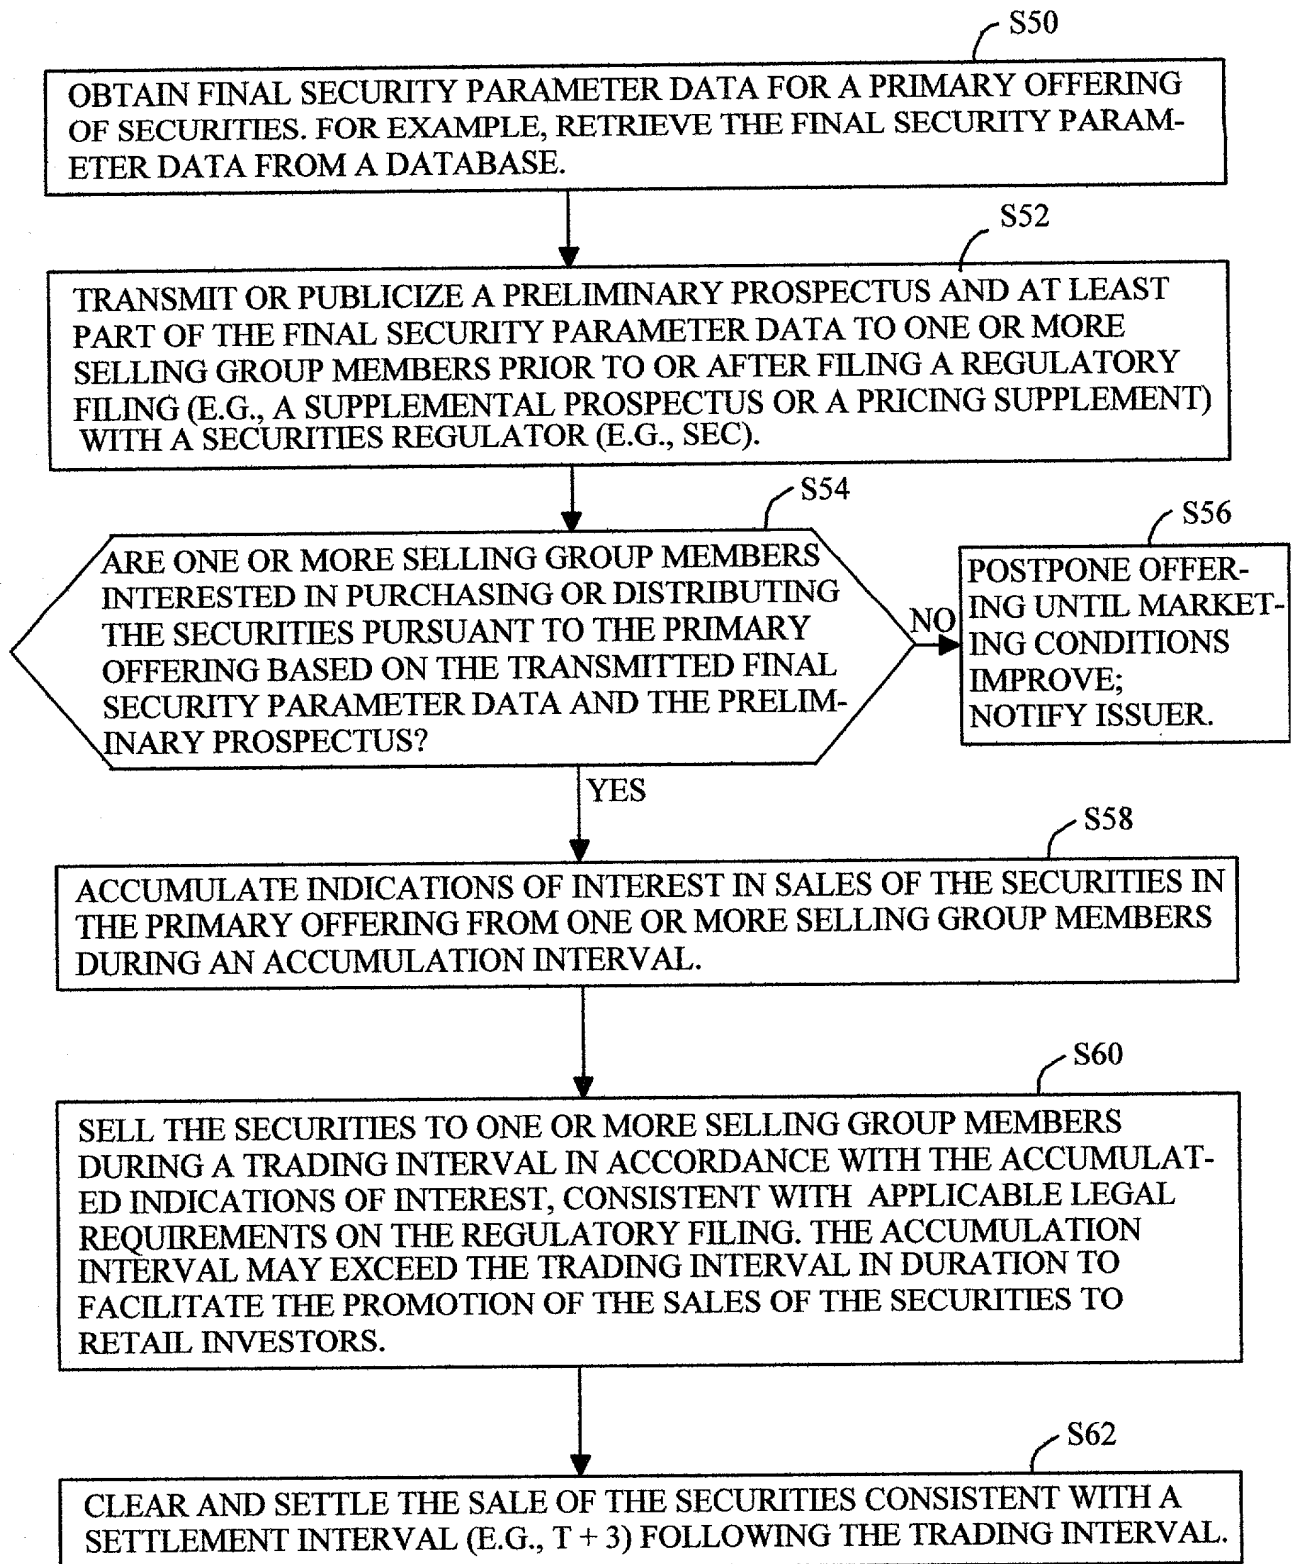 S50
OBTAIN FINAL SECURITY PARAMETER DATA FOR A PRIMARY OFFERING
OF SECURITIES. FOR EXAMPLE, RETRIEVE THE FINAL SECURITY PARAM-
ETER DATA FROM A DATABASE.
S52
TRANSMIT OR PUBLICIZE A PRELIMINARY PROSPECTUS AND AT LEAST
PART OF THE FINAL SECURITY PARAMETER DATA TO ONE OR MORE
SELLING GROUP MEMBERS PRIOR TO OR AFTER FILING A REGULATORY
FILING (E.G., A SUPPLEMENTAL PROSPECTUS OR A PRICING SUPPLEMENT)
WITH A SECURITIES REGULATOR (E.G., SEC).
S54
ARE ONE OR MORE SELLING GROUP MEMBERS
INTERESTED IN PURCHASING OR DISTRIBUTING
THE SECURITIES PURSUANT TO THE PRIMARY
OFFERING BASED ON THE TRANSMITTED FINAL
SECURITY PARAMETER DATA AND THE PRELIM-
INARY PROSPECTUS?
NO
S56
POSTPONE OFFER-
ING UNTIL MARKET-
ING CONDITIONS
IMPROVE;
NOTIFY ISSUER.
YES
S58
ACCUMULATE INDICATIONS OF INTEREST IN SALES OF THE SECURITIES IN
THE PRIMARY OFFERING FROM ONE OR MORE SELLING GROUP MEMBERS
DURING AN ACCUMULATION INTERVAL.
S60
SELL THE SECURITIES TO ONE OR MORE SELLING GROUP MEMBERS
DURING A TRADING INTERVAL IN ACCORDANCE WITH THE ACCUMULAT-
ED INDICATIONS OF INTEREST, CONSISTENT WITH APPLICABLE LEGAL
REQUIREMENTS ON THE REGULATORY FILING. THE ACCUMULATION
INTERVAL MAY EXCEED THE TRADING INTERVAL IN DURATION TO
FACILITATE THE PROMOTION OF THE SALES OF THE SECURITIES TO
RETAIL INVESTORS.
S62
CLEAR AND SETTLE THE SALE OF THE SECURITIES CONSISTENT WITH A
SETTLEMENT INTERVAL (E.G., T + 3) FOLLOWING THE TRADING INTERVAL.